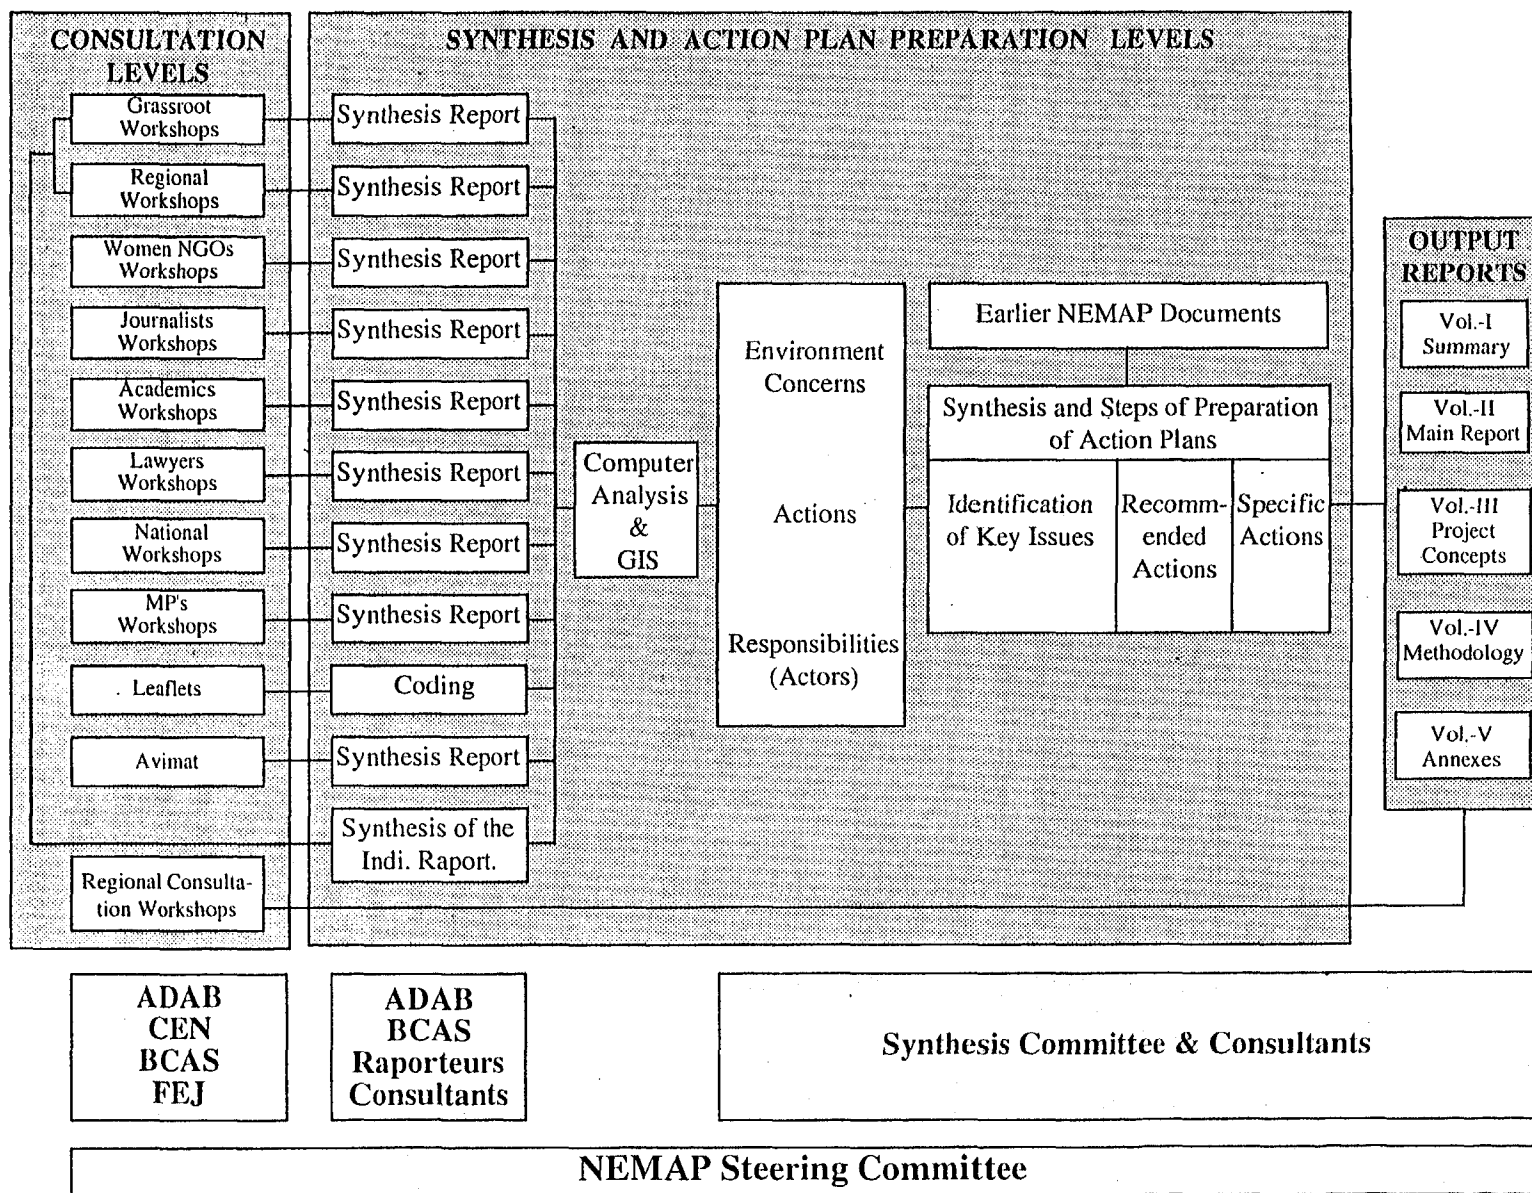 CONSULTATION
LEVELS
Grassroot
Workshops
Regional
Workshops
Women NGOs
Workshops
Journalists
Workshops
Academics
Workshops
Lawyers
Workshops
National
Workshops
MP's
Workshops
Leaflets
Avimat
Regional Consulta-
tion Workshops
SYNTHESIS AND ACTION PLAN PREPARATION LEVELS
Synthesis Report
Synthesis Report
Synthesis Report
Synthesis Report
Synthesis Report
Synthesis Report
Synthesis Report
Synthesis Report
Coding
Synthesis Report
Synthesis of the
Indi. Raport.
Computer
Analysis
&
GIS
Environment
Concerns
Actions
Responsibilities
(Actors)
Earlier NEMAP Documents
Synthesis and Steps of Preparation
of Action Plans
Identification
of Key Issues
Recomm-
ended
Actions
Specific
Actions
OUTPUT
REPORTS
Vol.-I
Summary
Vol.-II
Main Report
Vol.-III
Project
Concepts
Vol.-IV
Methodology
Vol.-V
Annexes
ADAB
CEN
BCAS
FEJ
ADAB
BCAS
Raporteurs
Consultants
Synthesis Committee & Consultants
NEMAP Steering Committee